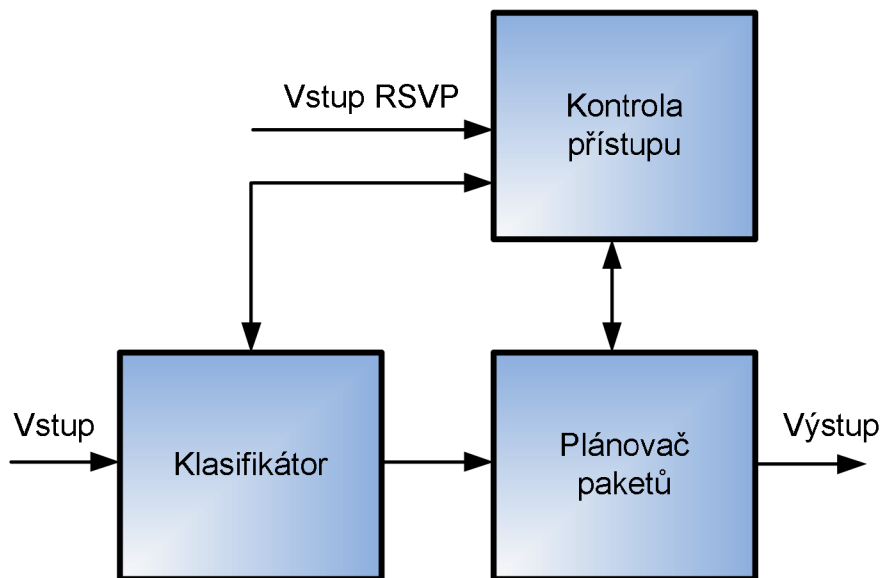 Vstup RSVP
Kontrola
přístupu
Vstup
Klasifikátor
Plánovač
paketů
Výstup